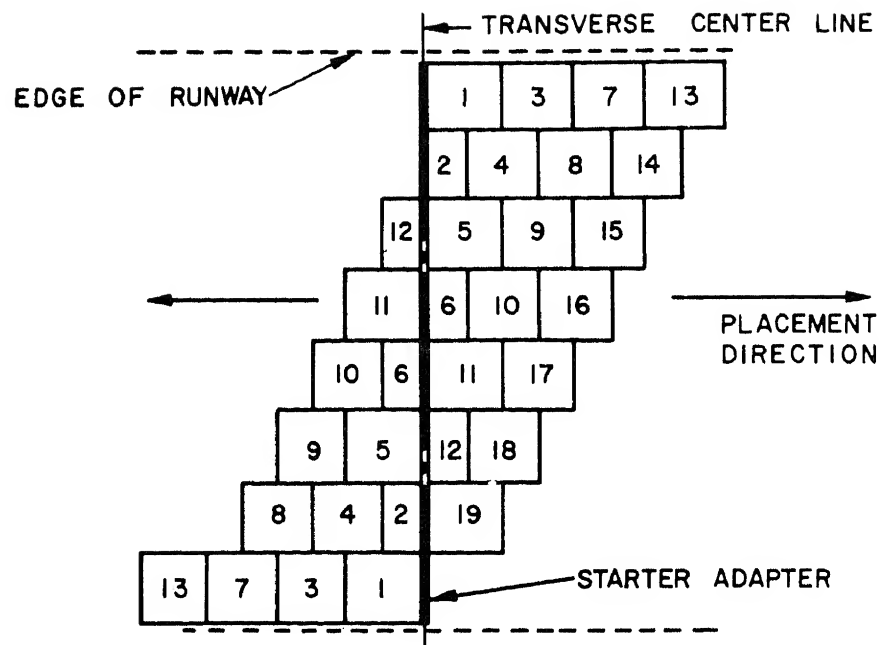 TRANSVERSE CENTER LINE
EDGE OF RUNWAY
1 3 7 13
2 4 8 14
12 5 9 15
11 6 10 16
PLACEMENT
DIRECTION
10 6 11 17
9 5 12 18
8 4 2 19
13 7 3 1
STARTER ADAPTER